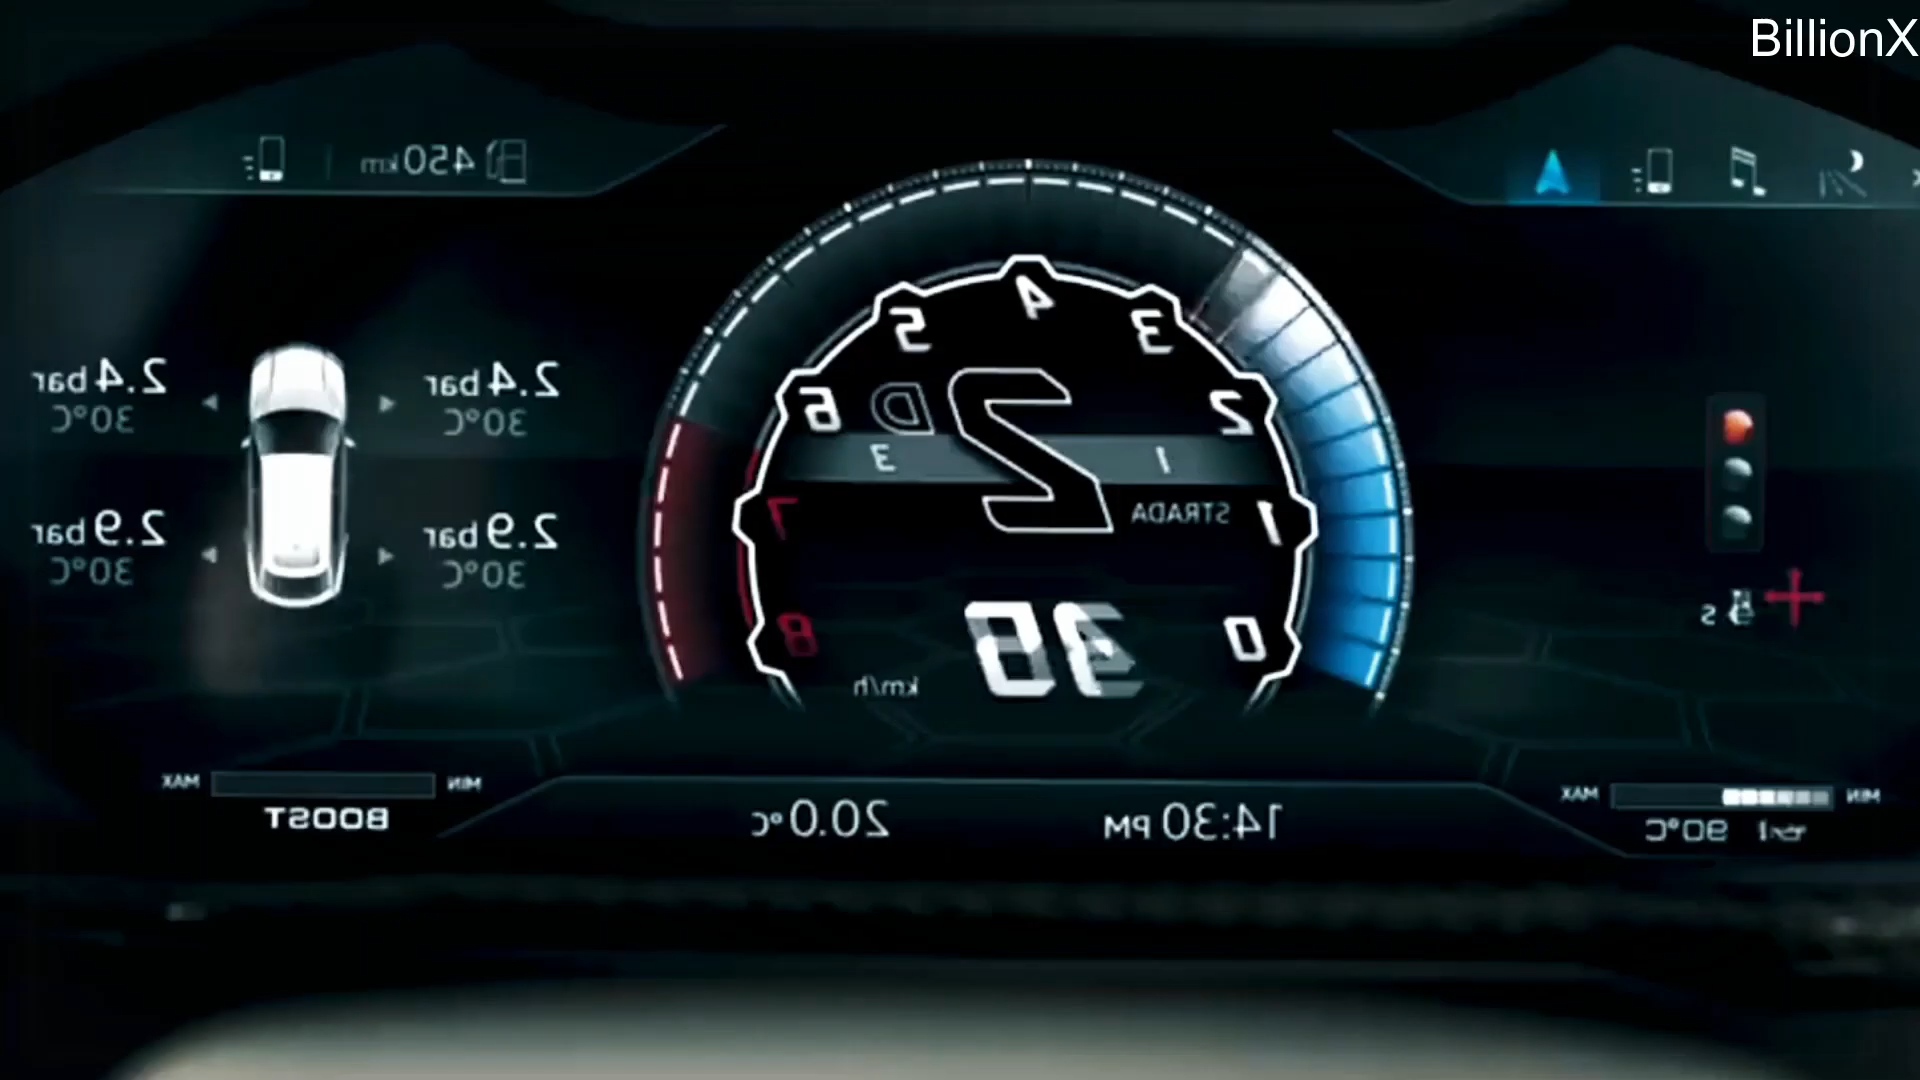 BillionX
450 km
2.4 bar
30°C
2.4 bar
30°C
2.9 bar
30°C
2.9 bar
30°C
4
5
3
6
D
2
2
3
1
7
STRADA
1
8
0
km/h
S
MAX
MIN
BOOST
20.0°C
14:30 PM
MAX
MIN
90°C